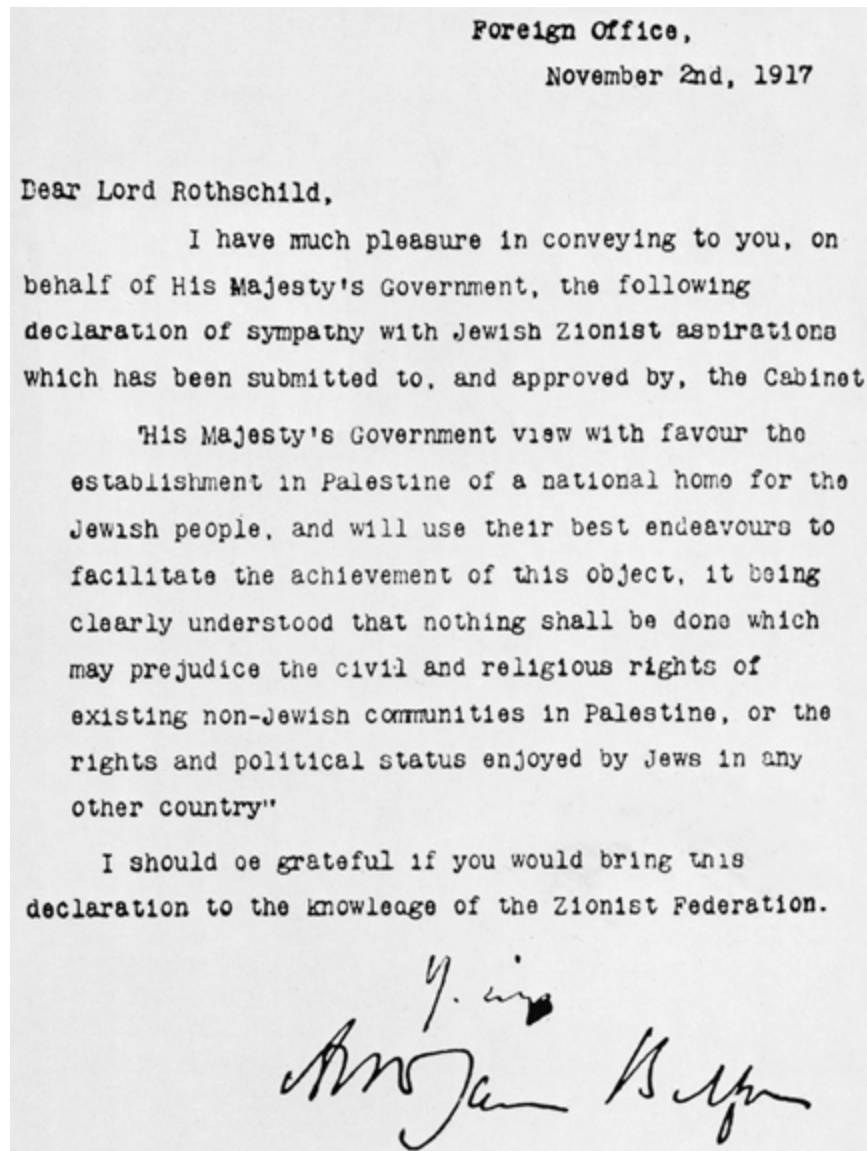 Foreign Office,
November 2nd, 1917
Dear Lord Rothschild,
I have much pleasure in conveying to you, on
behalf of His Majesty's Government, the following
declaration of sympathy with Jewish Zionist aspirations
which has been submitted to, and approved by, the Cabinet
"His Majesty's Government view with favour the
establishment in Palestine of a national home for the
Jewish people, and will use their best endeavours to
facilitate the achievement of this object, it being
clearly understood that nothing shall be done which
may prejudice the civil and religious rights of
existing non-Jewish communities in Palestine, or the
rights and political status enjoyed by Jews in any
other country"
I should be grateful if you would bring this
declaration to the knowledge of the Zionist Federation.